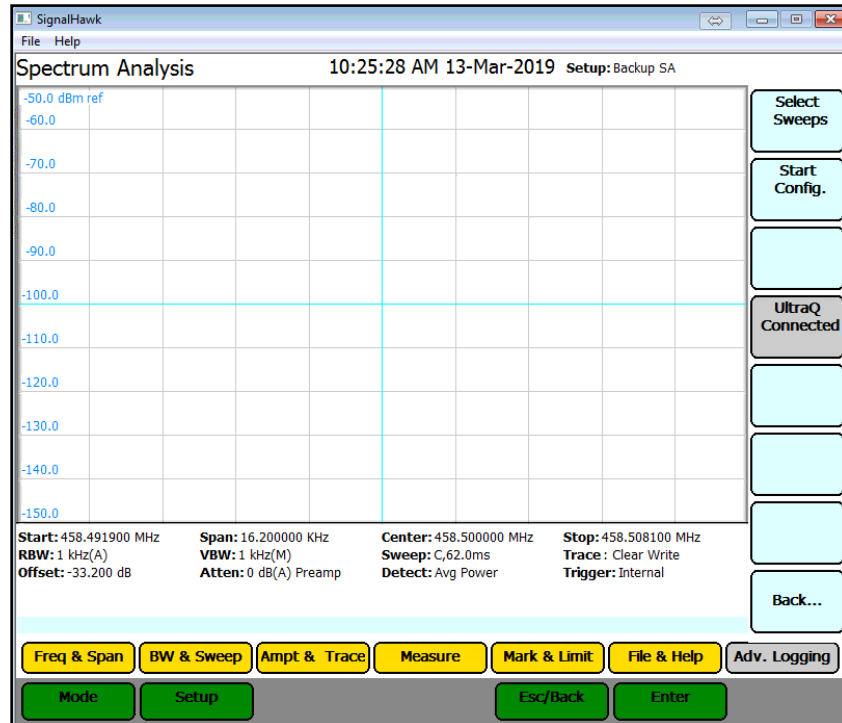 SignalHawk
File Help
Spectrum Analysis 10:25:28 AM 13-Mar-2019 Setup: Backup SA
-50.0 dBm ref
-60.0
-70.0
-80.0
-90.0
-100.0
-110.0
-120.0
-130.0
-140.0
-150.0
Select
Sweeps
Start
Config.
UltraQ
Connected
Back...
Start: 458.491900 MHz Span: 16.200000 KHz Center: 458.500000 MHz Stop: 458.508100 MHz
RBW: 1 kHz(A) VBW: 1 kHz(M) Sweep: C,62.0ms Trace : Clear Write
Offset: -33.200 dB Atten: 0 dB(A) Preamp Detect: Avg Power Trigger: Internal
Freq & Span BW & Sweep Ampt & Trace Measure Mark & Limit File & Help Adv. Logging
Mode Setup Esc/Back Enter